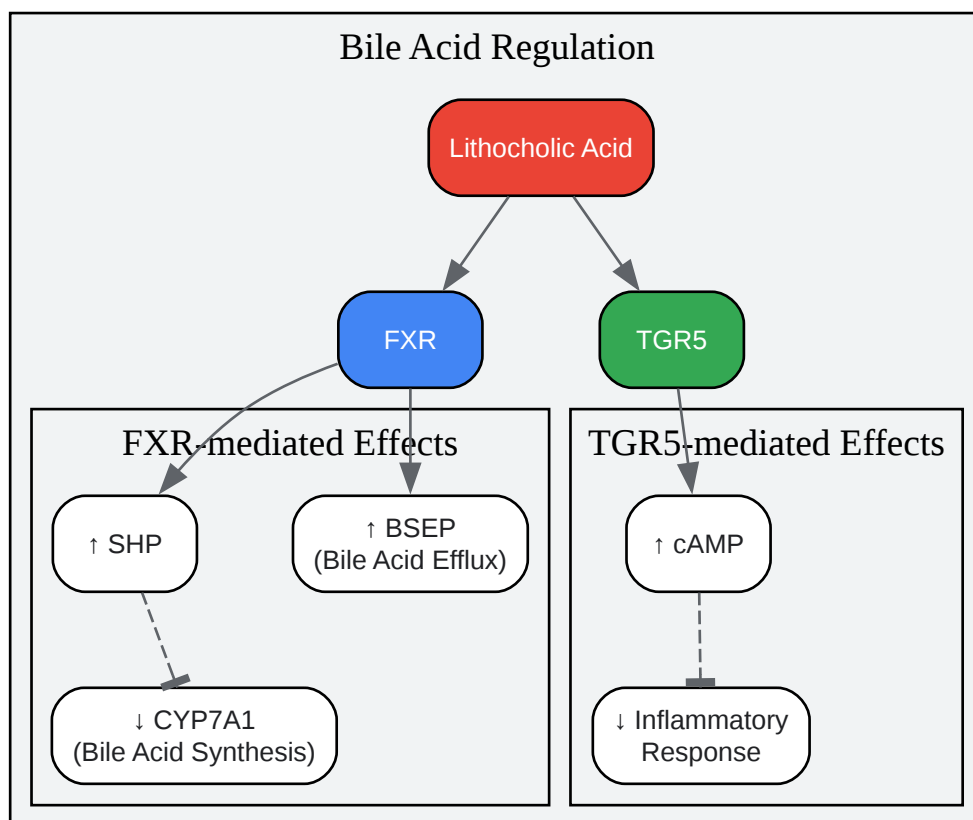 Bile Acid Regulation
Lithocholic Acid
FXR
TGR5
FXR-mediated Effects
TGR5-mediated Effects
↑ SHP
↑ BSEP
(Bile Acid Efflux)
↑ cAMP
↓ CYP7A1
(Bile Acid Synthesis)
↓ Inflammatory
Response